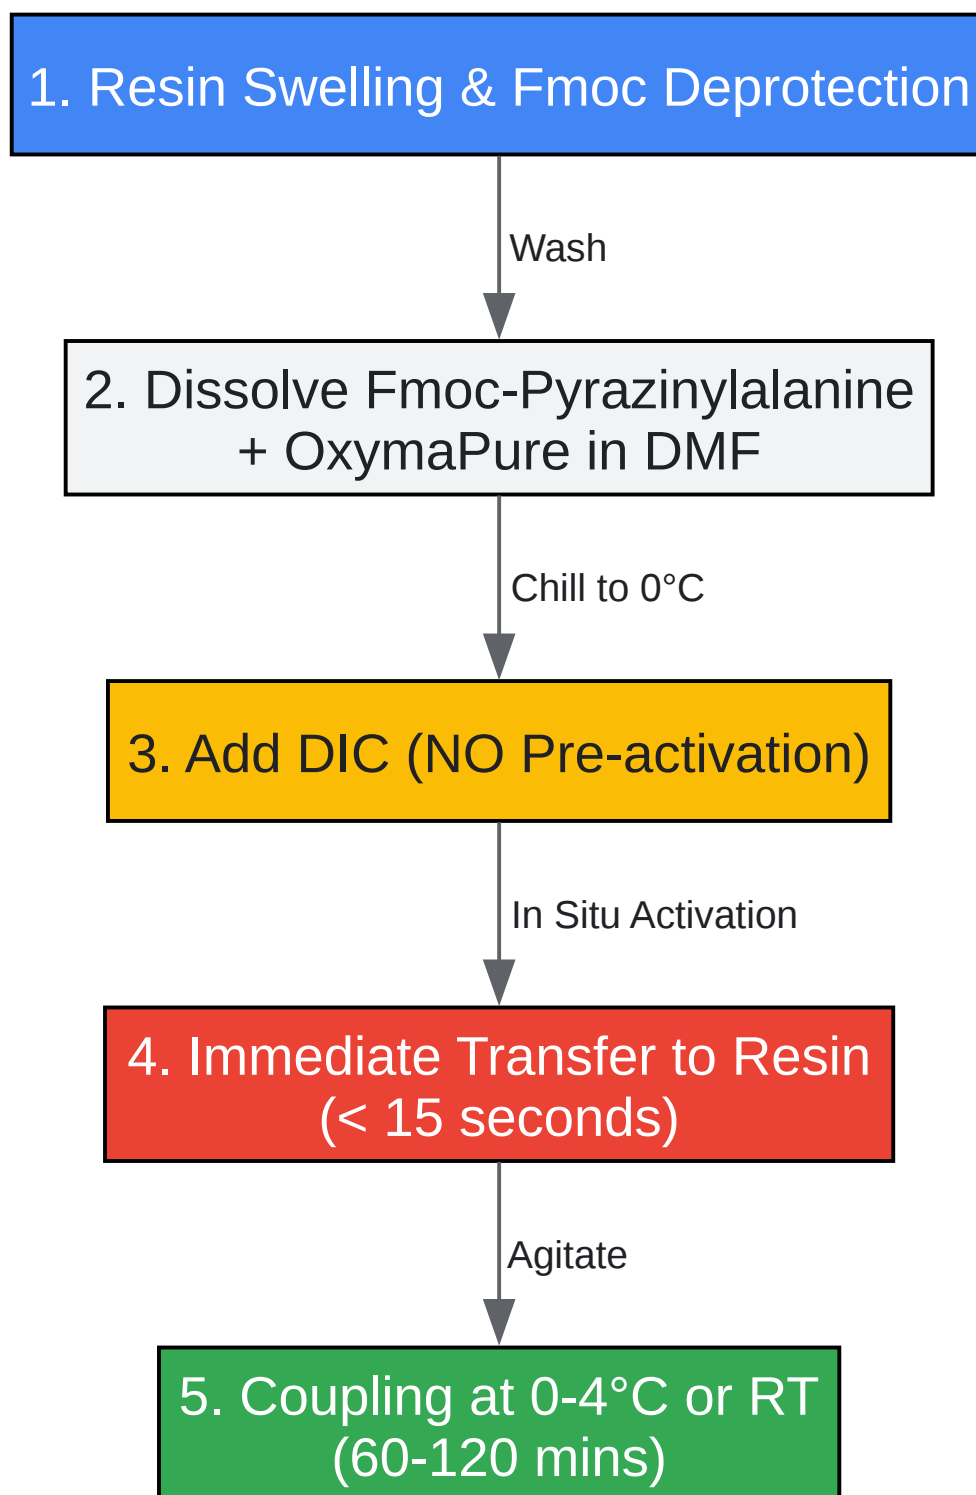 1. Resin Swelling & Fmoc Deprotection
Wash
2. Dissolve Fmoc-Pyrazinylalanine
+ OxymaPure in DMF
Chill to 0°C
3. Add DIC (NO Pre-activation)
In Situ Activation
4. Immediate Transfer to Resin
(< 15 seconds)
Agitate
5. Coupling at 0-4°C or RT
(60-120 mins)